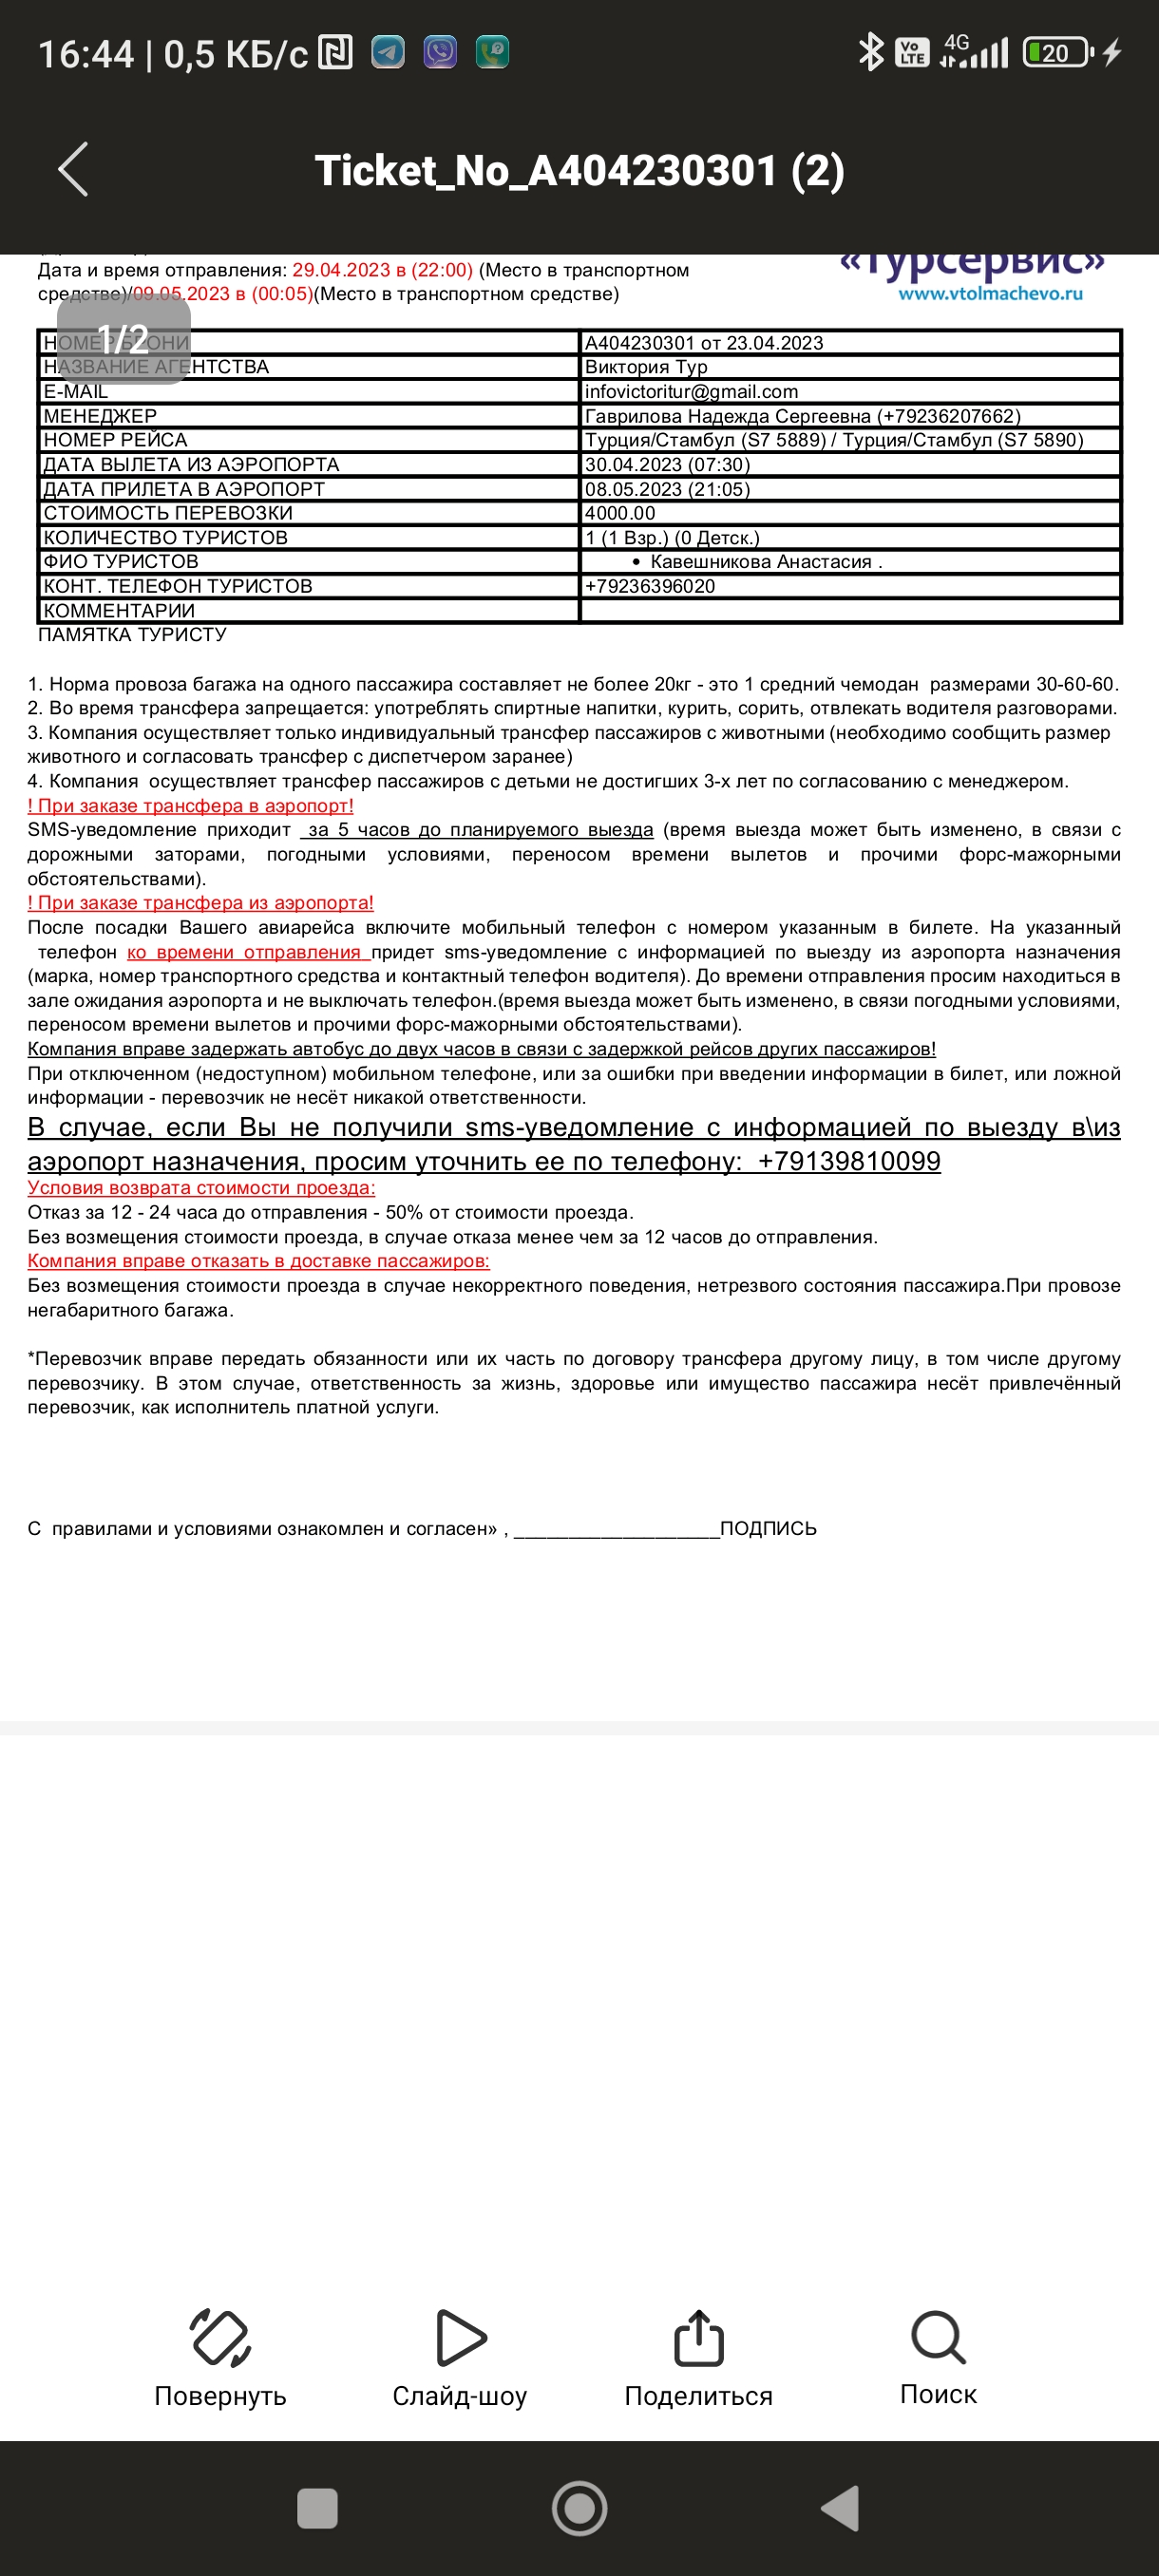 16:44 | 0,5 КБ/с
Vo LTE 4G 20
Ticket_No_A404230301 (2)
Дата и время отправления: 29.04.2023 в (22:00) (Место в транспортном
средстве)/09.05.2023 в (00:05)(Место в транспортном средстве)
«Турсервис»
www.vtolmachevo.ru
1/2
НОМЕР БРОНИ A404230301 от 23.04.2023
НАЗВАНИЕ АГЕНТСТВА Виктория Тур
E-MAIL infovictoritur@gmail.com
МЕНЕДЖЕР Гаврилова Надежда Сергеевна (+79236207662)
НОМЕР РЕЙСА Турция/Стамбул (S7 5889) / Турция/Стамбул (S7 5890)
ДАТА ВЫЛЕТА ИЗ АЭРОПОРТА 30.04.2023 (07:30)
ДАТА ПРИЛЕТА В АЭРОПОРТ 08.05.2023 (21:05)
СТОИМОСТЬ ПЕРЕВОЗКИ 4000.00
КОЛИЧЕСТВО ТУРИСТОВ 1 (1 Взр.) (0 Детск.)
ФИО ТУРИСТОВ • Кавешникова Анастасия .
КОНТ. ТЕЛЕФОН ТУРИСТОВ +79236396020
КОММЕНТАРИИ
ПАМЯТКА ТУРИСТУ
1. Норма провоза багажа на одного пассажира составляет не более 20кг - это 1 средний чемодан размерами 30-60-60.
2. Во время трансфера запрещается: употреблять спиртные напитки, курить, сорить, отвлекать водителя разговорами.
3. Компания осуществляет только индивидуальный трансфер пассажиров с животными (необходимо сообщить размер
животного и согласовать трансфер с диспетчером заранее)
4. Компания осуществляет трансфер пассажиров с детьми не достигших 3-х лет по согласованию с менеджером.
! При заказе трансфера в аэропорт!
SMS-уведомление приходит за 5 часов до планируемого выезда (время выезда может быть изменено, в связи с
дорожными заторами, погодными условиями, переносом времени вылетов и прочими форс-мажорными
обстоятельствами).
! При заказе трансфера из аэропорта!
После посадки Вашего авиарейса включите мобильный телефон с номером указанным в билете. На указанный
телефон ко времени отправления придет sms-уведомление с информацией по выезду из аэропорта назначения
(марка, номер транспортного средства и контактный телефон водителя). До времени отправления просим находиться в
зале ожидания аэропорта и не выключать телефон.(время выезда может быть изменено, в связи погодными условиями,
переносом времени вылетов и прочими форс-мажорными обстоятельствами).
Компания вправе задержать автобус до двух часов в связи с задержкой рейсов других пассажиров!
При отключенном (недоступном) мобильном телефоне, или за ошибки при введении информации в билет, или ложной
информации - перевозчик не несёт никакой ответственности.
В случае, если Вы не получили sms-уведомление с информацией по выезду в\из
аэропорт назначения, просим уточнить ее по телефону: +79139810099
Условия возврата стоимости проезда:
Отказ за 12 - 24 часа до отправления - 50% от стоимости проезда.
Без возмещения стоимости проезда, в случае отказа менее чем за 12 часов до отправления.
Компания вправе отказать в доставке пассажиров:
Без возмещения стоимости проезда в случае некорректного поведения, нетрезвого состояния пассажира.При провозе
негабаритного багажа.
*Перевозчик вправе передать обязанности или их часть по договору трансфера другому лицу, в том числе другому
перевозчику. В этом случае, ответственность за жизнь, здоровье или имущество пассажира несёт привлечённый
перевозчик, как исполнитель платной услуги.
С правилами и условиями ознакомлен и согласен» , ___________________ПОДПИСЬ
Повернуть Слайд-шоу Поделиться Поиск